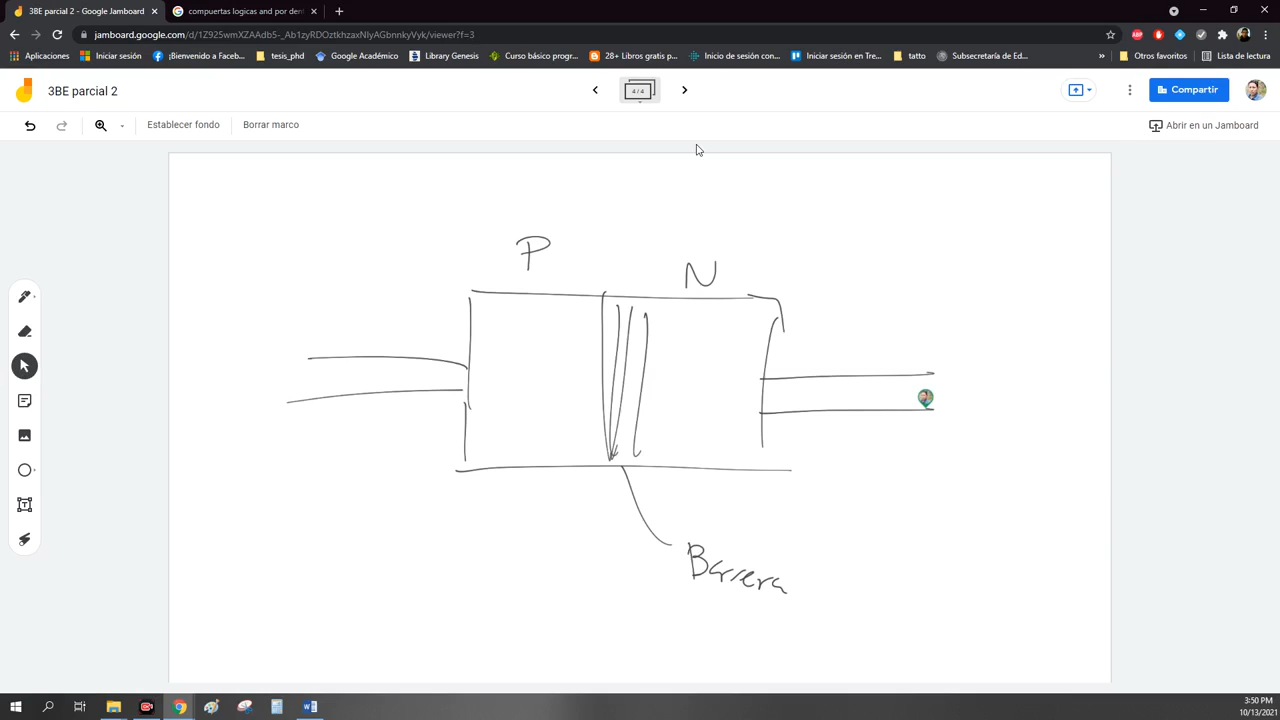 3BE parcial 2 - Google Jamboard
compuertas logicas and por den
jamboard.google.com/d/1Z925wmXZAAdb5-_Ab1zyRDOztkhzaxNIyAGbnnkyVyk/viewer?f=3
Aplicaciones
Iniciar sesión
¡Bienvenido a Faceb...
tesis_phd
Google Académico
Library Genesis
Curso básico progr...
28+ Libros gratis p...
Inicio de sesión con...
Iniciar sesión en Tre...
tatto
Subsecretaría de Ed...
»
Otros favoritos
Lista de lectura
3BE parcial 2
4 / 4
Compartir
Establecer fondo
Borrar marco
Abrir en un Jamboard
P
N
Barrera
3:50 PM
10/13/2021